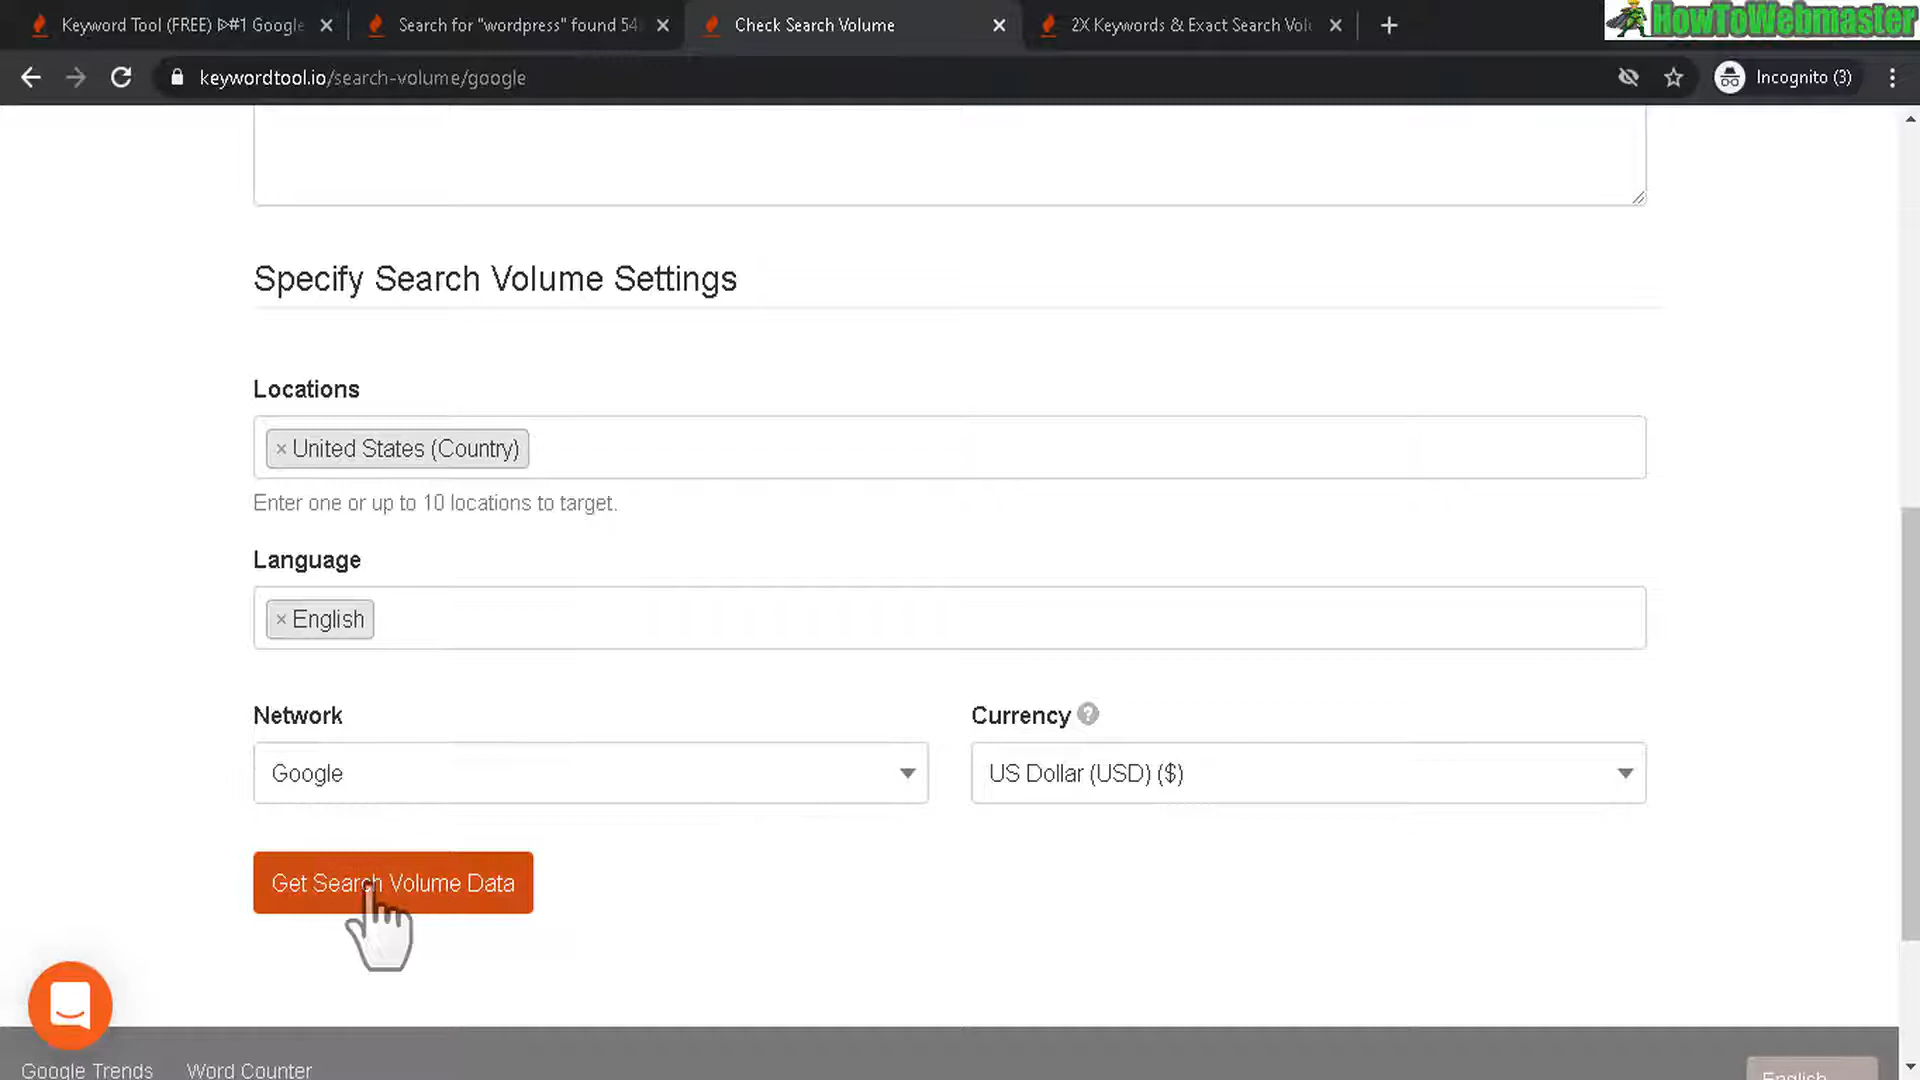 Keyword Tool (FREE) ᐅ#1 Google
Search for "wordpress" found 54
Check Search Volume
2X Keywords & Exact Search Volu
HowToWebmaster
keywordtool.io/search-volume/google
Incognito (3)
Specify Search Volume Settings
Locations
× United States (Country)
Enter one or up to 10 locations to target.
Language
× English
Network
Currency ?
Google
US Dollar (USD) ($)
Get Search Volume Data
Google Trends
Word Counter
English